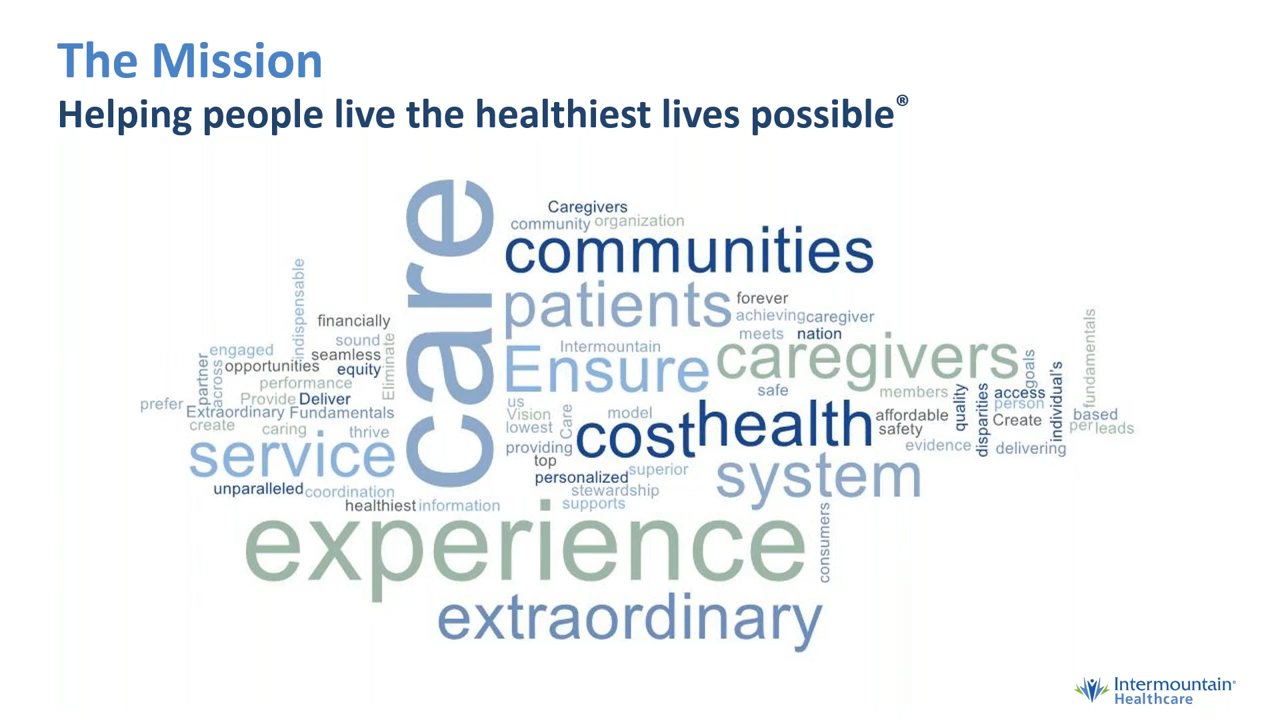 The Mission
Helping people live the healthiest lives possible®
care
Caregivers
community organization
communities
patients
forever
achieving caregiver
meets nation
Intermountain
Ensure
caregivers
indispensable
financially
sound
seamless
equity
Eliminate
engaged
opportunities
partner
across
performance
Provide Deliver
prefer
Extraordinary Fundamentals
create caring thrive
service
unparalleled coordination
healthiest information
us
Vision
lowest
Care
model
providing
top
cost
health
safe
members
affordable
safety
quality
disparities
access
person
Create
goals
individual's
fundamentals
based
per leads
evidence delivering
personalized superior
stewardship
supports
system
experience
consumers
extraordinary
Intermountain®
Healthcare